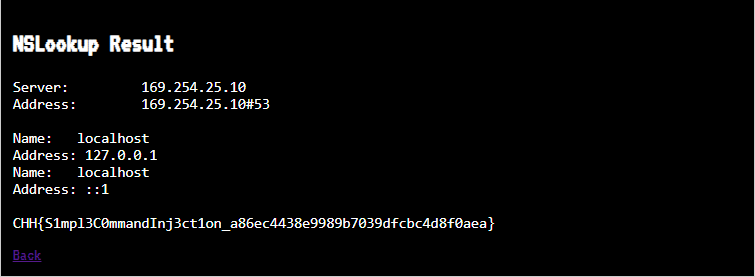 NSLookup Result
Server: 169.254.25.10
Address: 169.254.25.10#53
Name: localhost
Address: 127.0.0.1
Name: localhost
Address: ::1
CHH{S1mpl3C0mmandInj3ct1on_a86ec4438e9989b7039dfcbc4d8f0aea}
Back